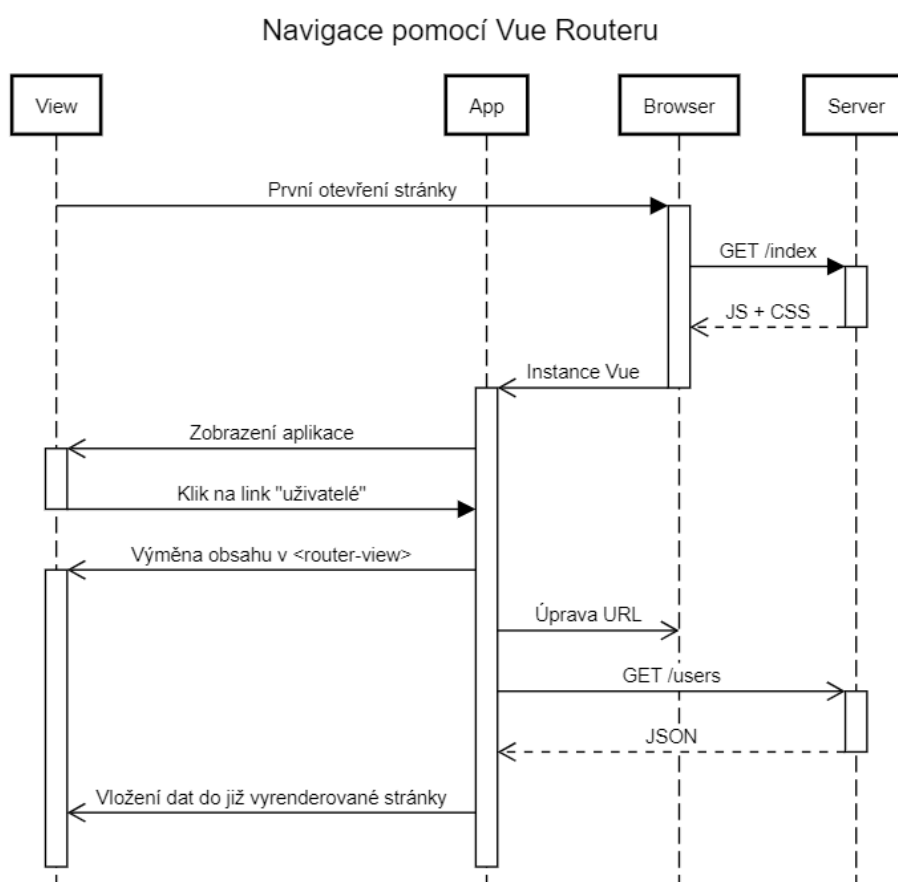 Navigace pomocí Vue Routeru
View
App
Browser
Server
První otevření stránky
GET /index
JS + CSS
Instance Vue
Zobrazení aplikace
Klik na link "uživatelé"
Výměna obsahu v <router-view>
Úprava URL
GET /users
JSON
Vložení dat do již vyrenderované stránky